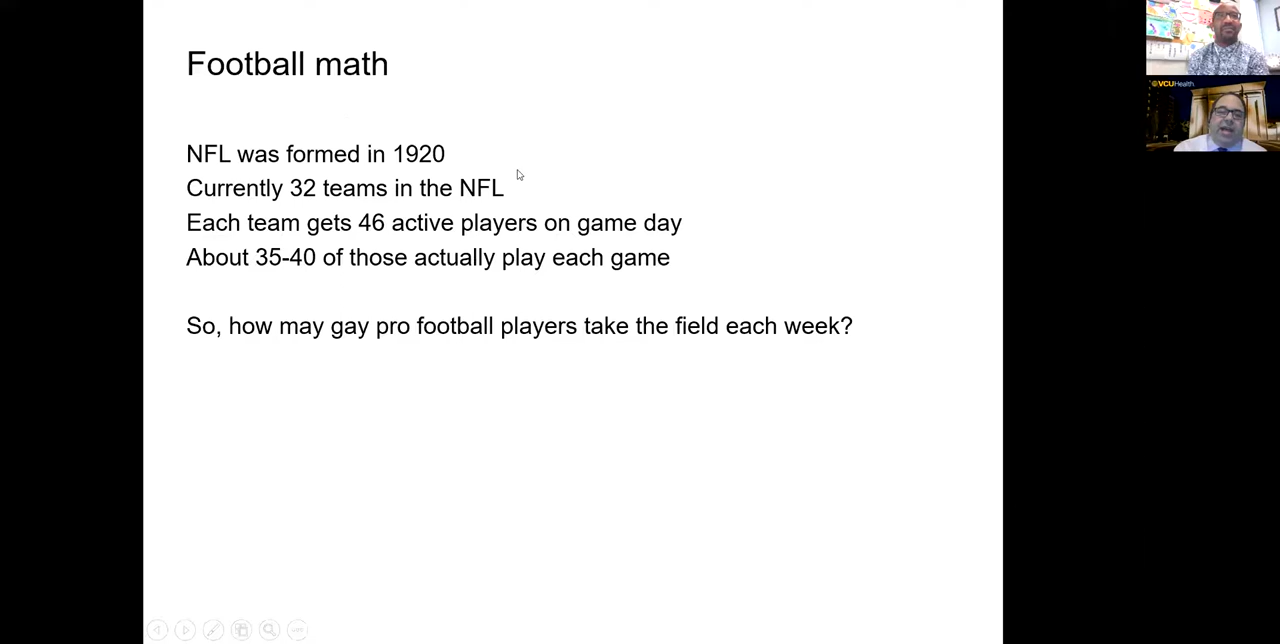 Football math
NFL was formed in 1920
Currently 32 teams in the NFL
Each team gets 46 active players on game day
About 35-40 of those actually play each game
So, how may gay pro football players take the field each week?
VCUHealth